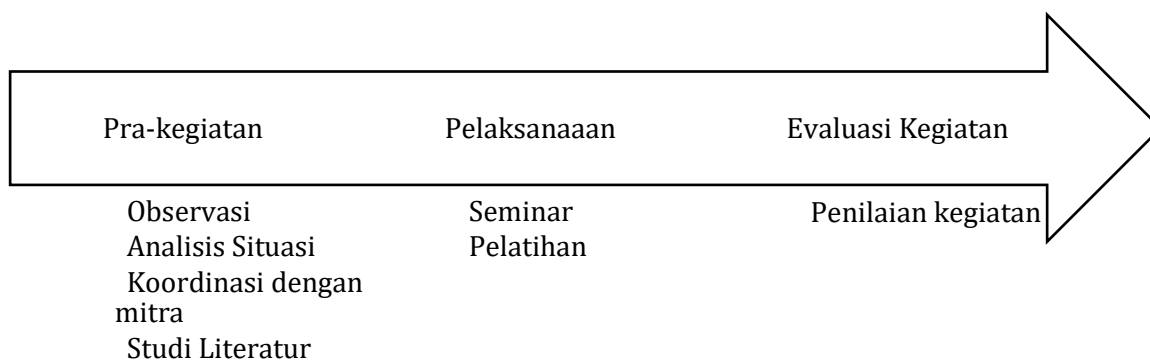 Pra-kegiatan
Pelaksanaaan
Evaluasi Kegiatan
Observasi
Analisis Situasi
Koordinasi dengan
mitra
Studi Literatur
Seminar
Pelatihan
Penilaian kegiatan